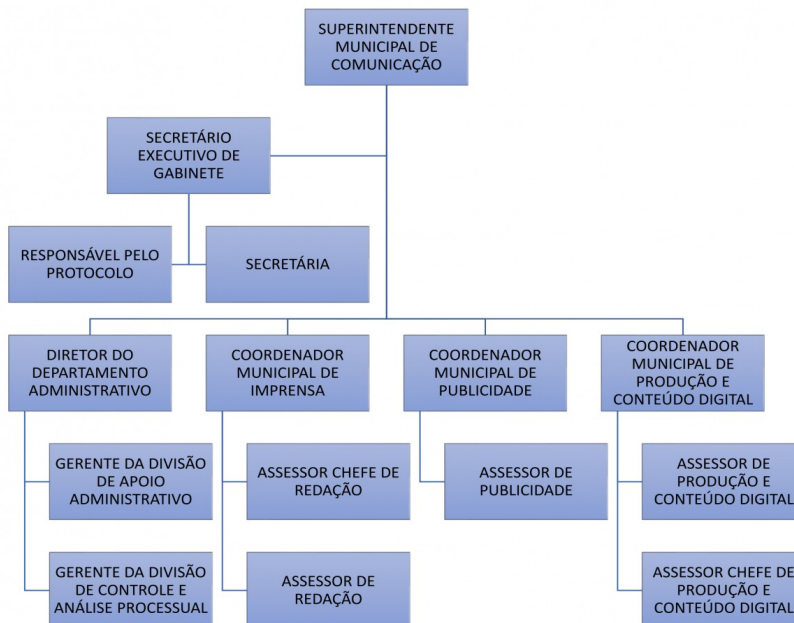 SUPERINTENDENTE
MUNICIPAL DE
COMUNICAÇÃO
SECRETÁRIO
EXECUTIVO DE
GABINETE
RESPONSÁVEL PELO
PROTOCOLO
SECRETÁRIA
DIRETOR DO
DEPARTAMENTO
ADMINISTRATIVO
COORDENADOR
MUNICIPAL DE
IMPRENSA
COORDENADOR
MUNICIPAL DE
PUBLICIDADE
COORDENADOR
MUNICIPAL DE
PRODUÇÃO E
CONTEÚDO DIGITAL
GERENTE DA DIVISÃO
DE APOIO
ADMINISTRATIVO
ASSESSOR CHEFE DE
REDAÇÃO
ASSESSOR DE
PUBLICIDADE
ASSESSOR DE
PRODUÇÃO E
CONTEÚDO DIGITAL
GERENTE DA DIVISÃO
DE CONTROLE E
ANÁLISE PROCESSUAL
ASSESSOR DE
REDAÇÃO
ASSESSOR CHEFE DE
PRODUÇÃO E
CONTEÚDO DIGITAL